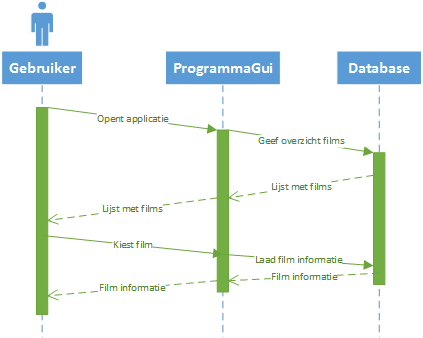 Gebruiker
ProgrammaGui
Database
Opent applicatie
Geef overzicht films
Lijst met films
Lijst met films
Kiest film
Laad film informatie
Film informatie
Film informatie